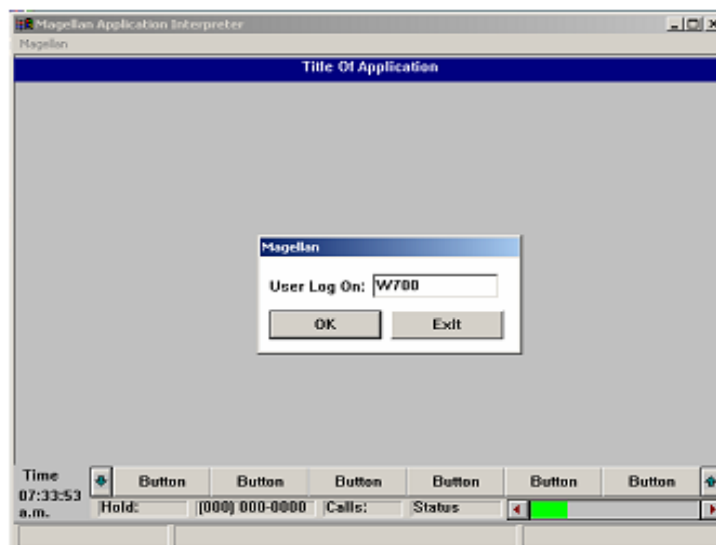 Magellan Application Interpreter
Magellan
Title Of Application
Magellan
User Log On: W700
OK Exit
Time
07:33:53
a.m.
Button Button Button Button Button Button
Hold: (000) 000-0000 Calls: Status